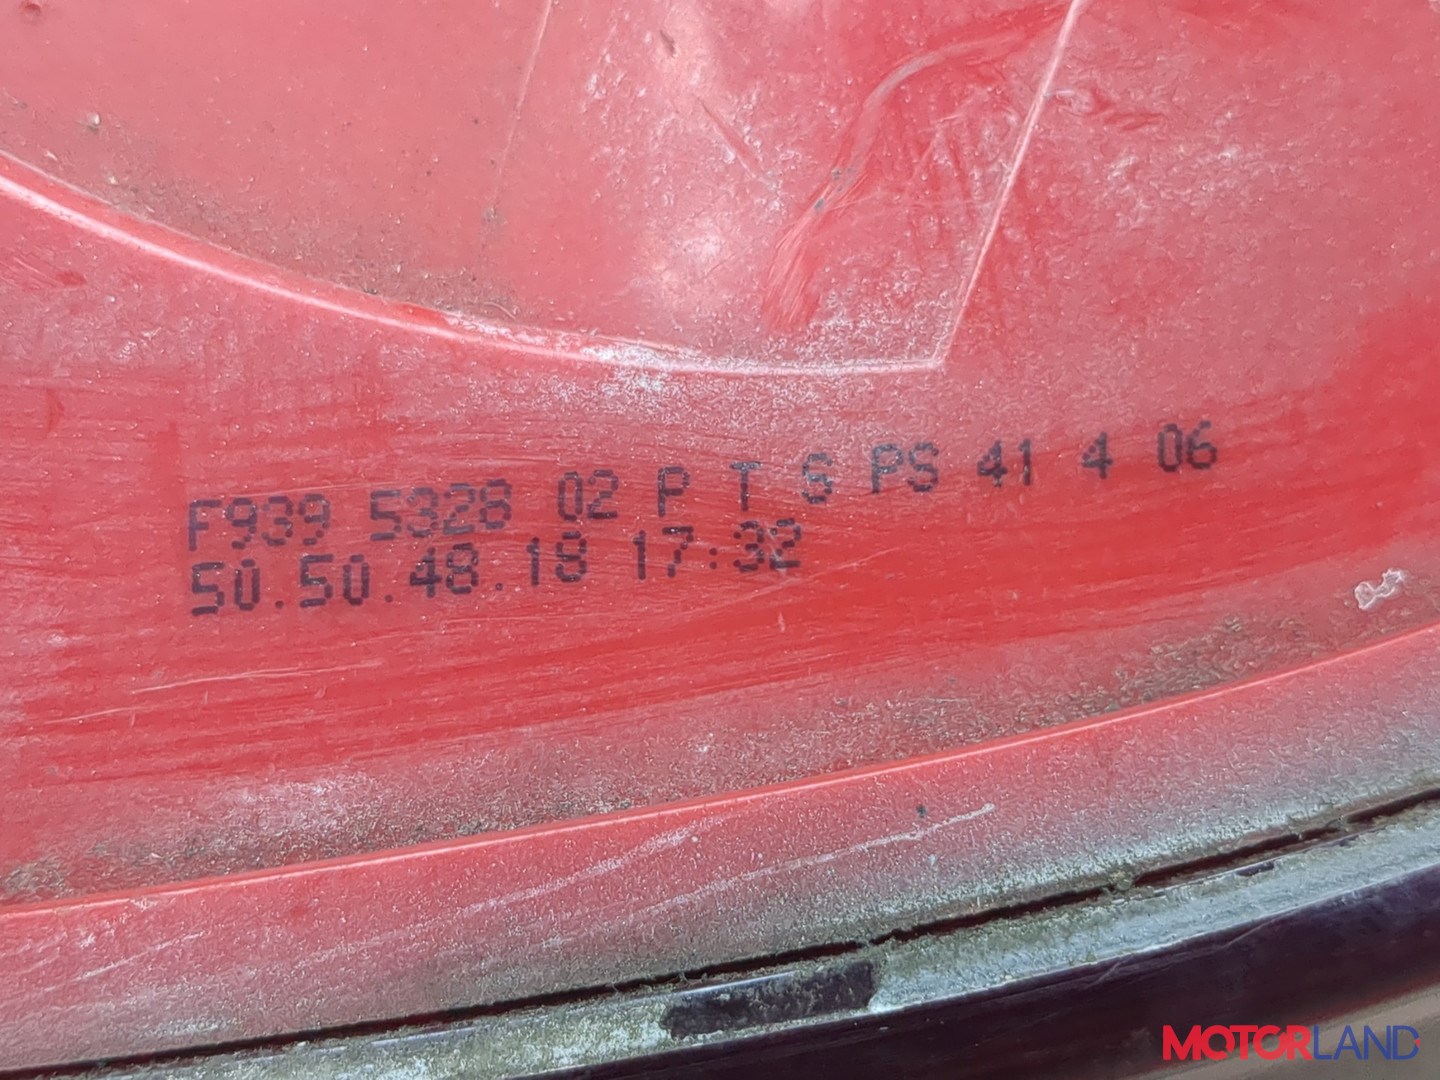 F939 5328 02 P T S PS 41 4 06
50.50.48.18 17:32
MOTORLAND